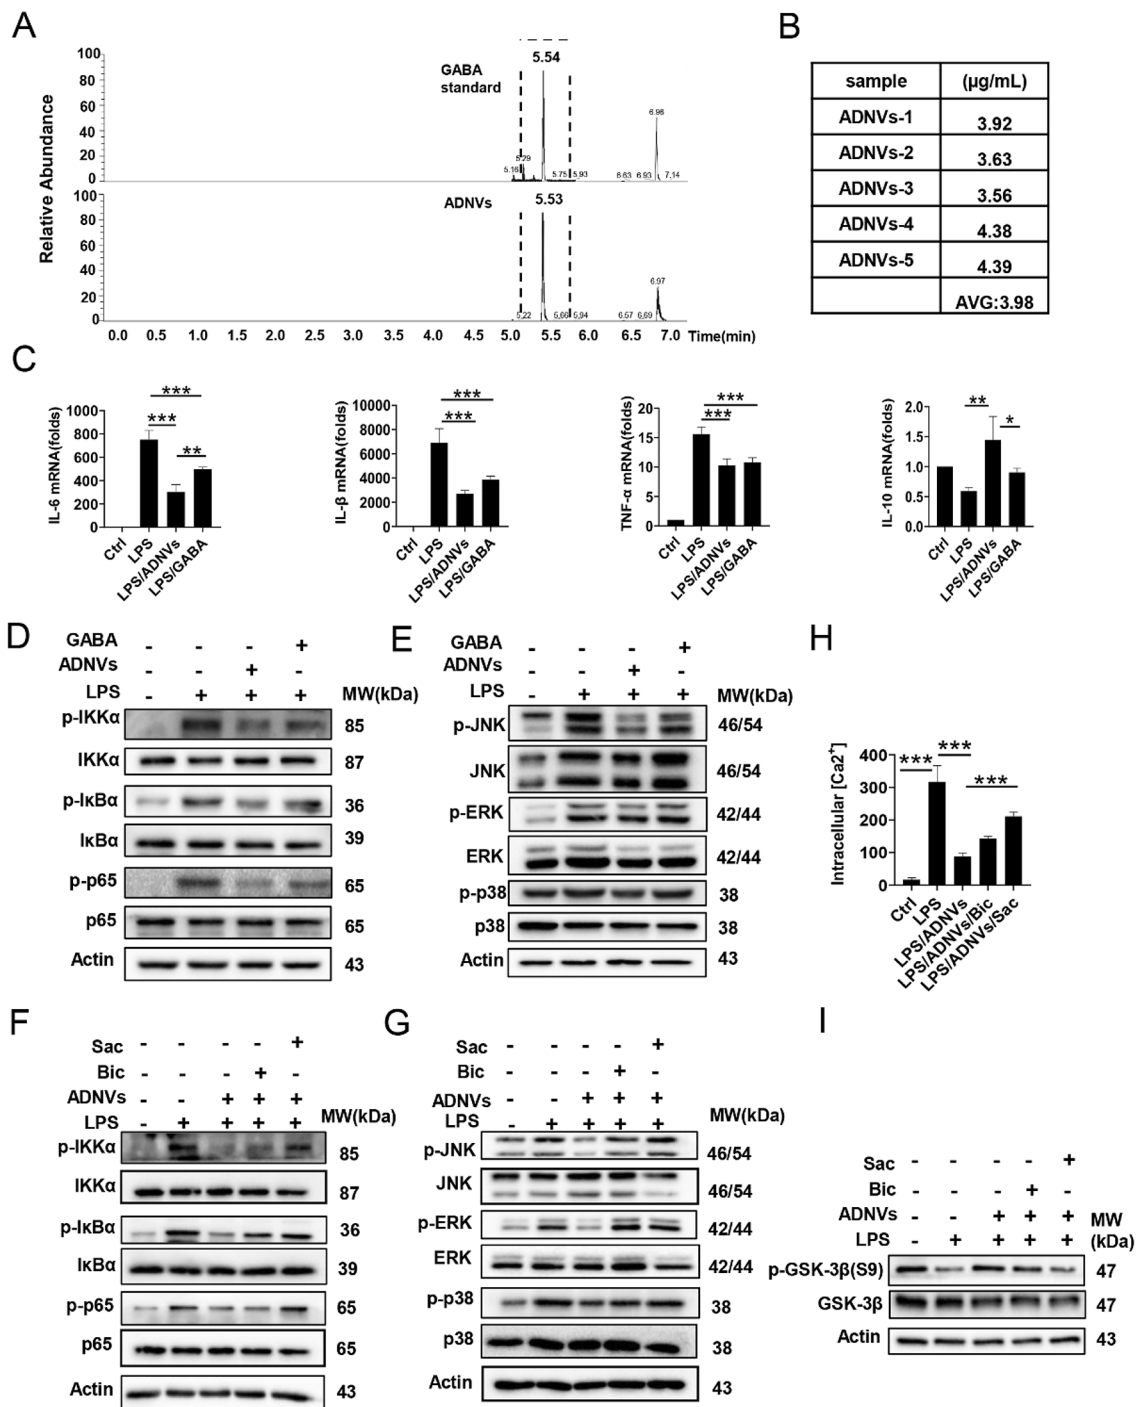 A
100
80
60
40
20
0
GABA
standard
5.54
5.16
5.29
5.75
5.93
6.63
6.93
6.96
7.14
Relative Abundance
100
80
60
40
20
0
ADNVs
5.53
5.22
5.66
5.94
6.57
6.69
6.97
0.0 0.5 1.0 1.5 2.0 2.5 3.0 3.5 4.0 4.5 5.0 5.5 6.0 6.5 7.0 Time(min)
B
sample (μg/mL)
ADNVs-1 3.92
ADNVs-2 3.63
ADNVs-3 3.56
ADNVs-4 4.38
ADNVs-5 4.39
AVG:3.98
C
IL-6 mRNA(folds)
1000
800
600
400
200
0
***
***
**
Ctrl
LPS
LPS/ADNVs
LPS/GABA
IL-β mRNA(folds)
10000
8000
6000
4000
2000
0
***
***
Ctrl
LPS
LPS/ADNVs
LPS/GABA
TNF-α mRNA(folds)
20
15
10
5
0
***
***
Ctrl
LPS
LPS/ADNVs
LPS/GABA
IL-10 mRNA(folds)
2.0
1.5
1.0
0.5
0.0
**
*
Ctrl
LPS
LPS/ADNVs
LPS/GABA
D
GABA - - - +
ADNVs - - + -
LPS - + + + MW(kDa)
p-IKKα 85
IKKα 87
p-IκBα 36
IκBα 39
p-p65 65
p65 65
Actin 43
E
GABA - - - +
ADNVs - - + -
LPS - + + + MW(kDa)
p-JNK 46/54
JNK 46/54
p-ERK 42/44
ERK 42/44
p-p38 38
p38 38
Actin 43
H
Intracellular [Ca2⁺]
400
300
200
100
0
***
***
***
Ctrl
LPS
LPS/ADNVs
LPS/ADNVs/Bic
LPS/ADNVs/Sac
F
Sac - - - - +
Bic - - - + -
ADNVs - - + + +
LPS - + + + + MW(kDa)
p-IKKα 85
IKKα 87
p-IκBα 36
IκBα 39
p-p65 65
p65 65
Actin 43
G
Sac - - - - +
Bic - - - + -
ADNVs - - + + +
LPS - + + + + MW(kDa)
p-JNK 46/54
JNK 46/54
p-ERK 42/44
ERK 42/44
p-p38 38
p38 38
Actin 43
I
Sac - - - - +
Bic - - - + -
ADNVs - - + + + MW
LPS - + + + + (kDa)
p-GSK-3β(S9) 47
GSK-3β 47
Actin 43